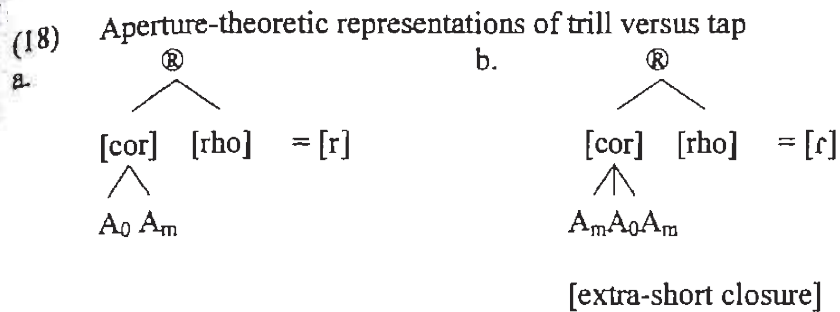 (18) Aperture-theoretic representations of trill versus tap
a. ® b. ®
[cor] [rho] = [r] [cor] [rho] = [ɾ]
A₀ Aₘ AₘA₀Aₘ
[extra-short closure]